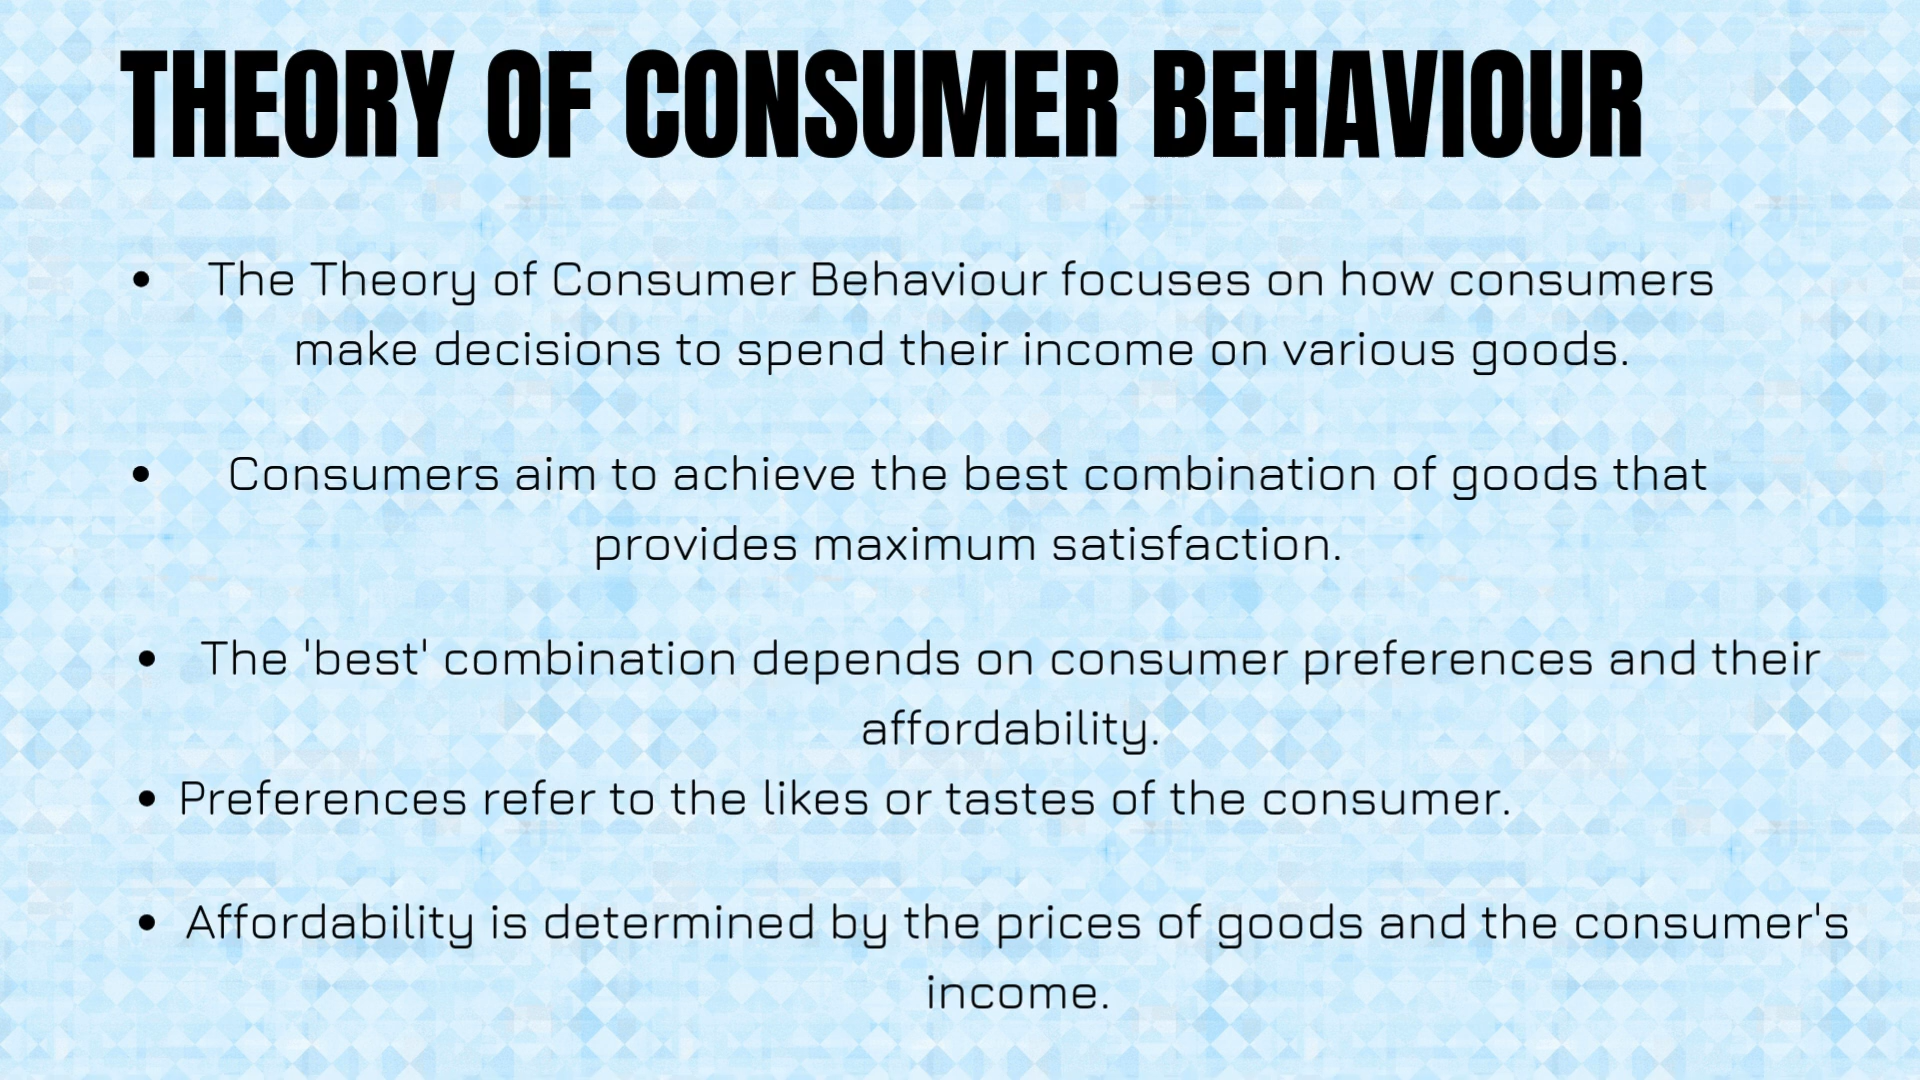 THEORY OF CONSUMER BEHAVIOUR
• The Theory of Consumer Behaviour focuses on how consumers
make decisions to spend their income on various goods.
• Consumers aim to achieve the best combination of goods that
provides maximum satisfaction.
• The 'best' combination depends on consumer preferences and their
affordability.
• Preferences refer to the likes or tastes of the consumer.
• Affordability is determined by the prices of goods and the consumer's
income.